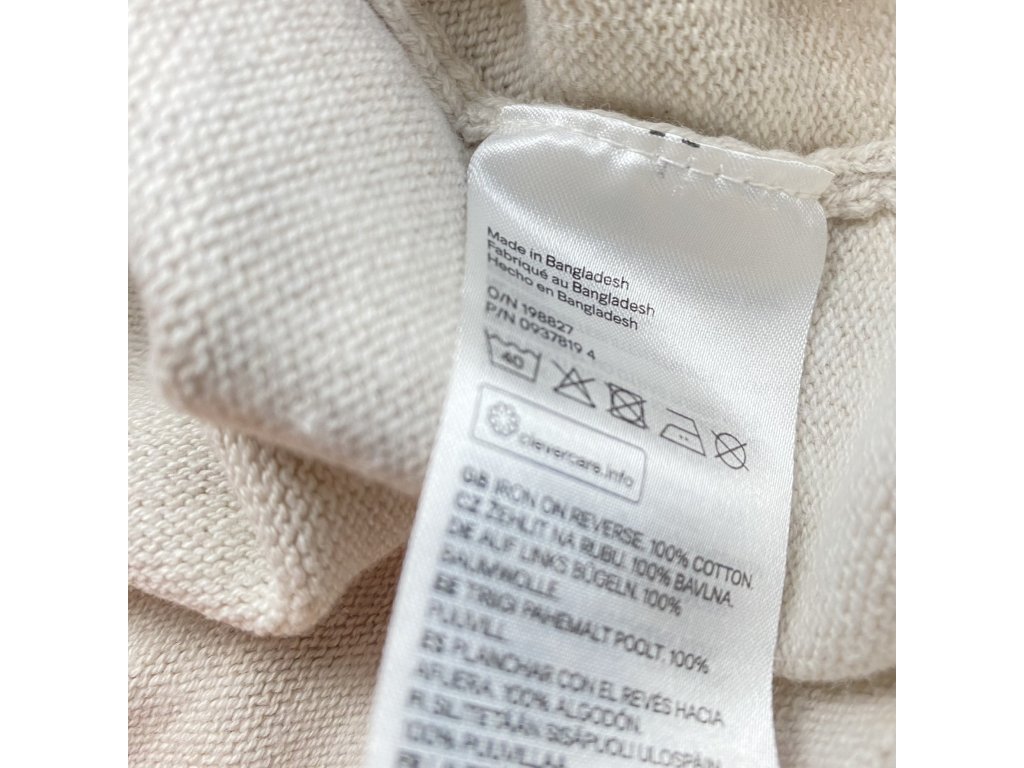 Made in Bangladesh
Fabriqué au Bangladesh
Hecho en Bangladesh
O/N 198827
P/N 0937819 4
40
clevercare.info
GB IRON ON REVERSE. 100% COTTON.
CZ ŽEHLIT NA RUBU. 100% BAVLNA.
DE AUF LINKS BÜGELN. 100%
BAUMWOLLE.
EE TRIIGI PAHEMALT POOLT. 100%
PUUVILL.
ES PLANCHAR CON EL REVÉS HACIA
AFUERA. 100% ALGODÓN.
FI SILITETÄÄN SISÄPUOLI ULOSPÄIN.
100% PUUVILLAA